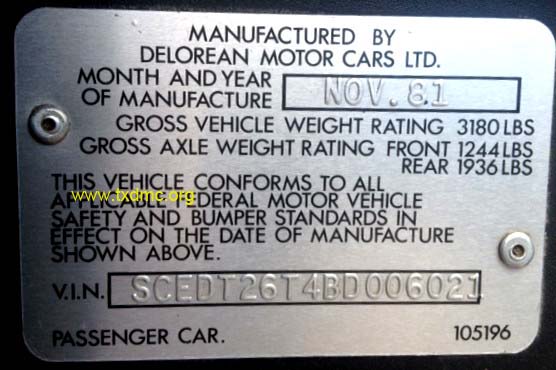 MANUFACTURED BY
DELOREAN MOTOR CARS LTD.
MONTH AND YEAR
OF MANUFACTURE NOV.81
GROSS VEHICLE WEIGHT RATING 3180 LBS
GROSS AXLE WEIGHT RATING FRONT 1244 LBS
REAR 1936 LBS
THIS VEHICLE CONFORMS TO ALL
www.txdmc.org
APPLICABLE FEDERAL MOTOR VEHICLE
SAFETY AND BUMPER STANDARDS IN
EFFECT ON THE DATE OF MANUFACTURE
SHOWN ABOVE.
V.I.N. SCEDT26T4BD006021
PASSENGER CAR. 105196